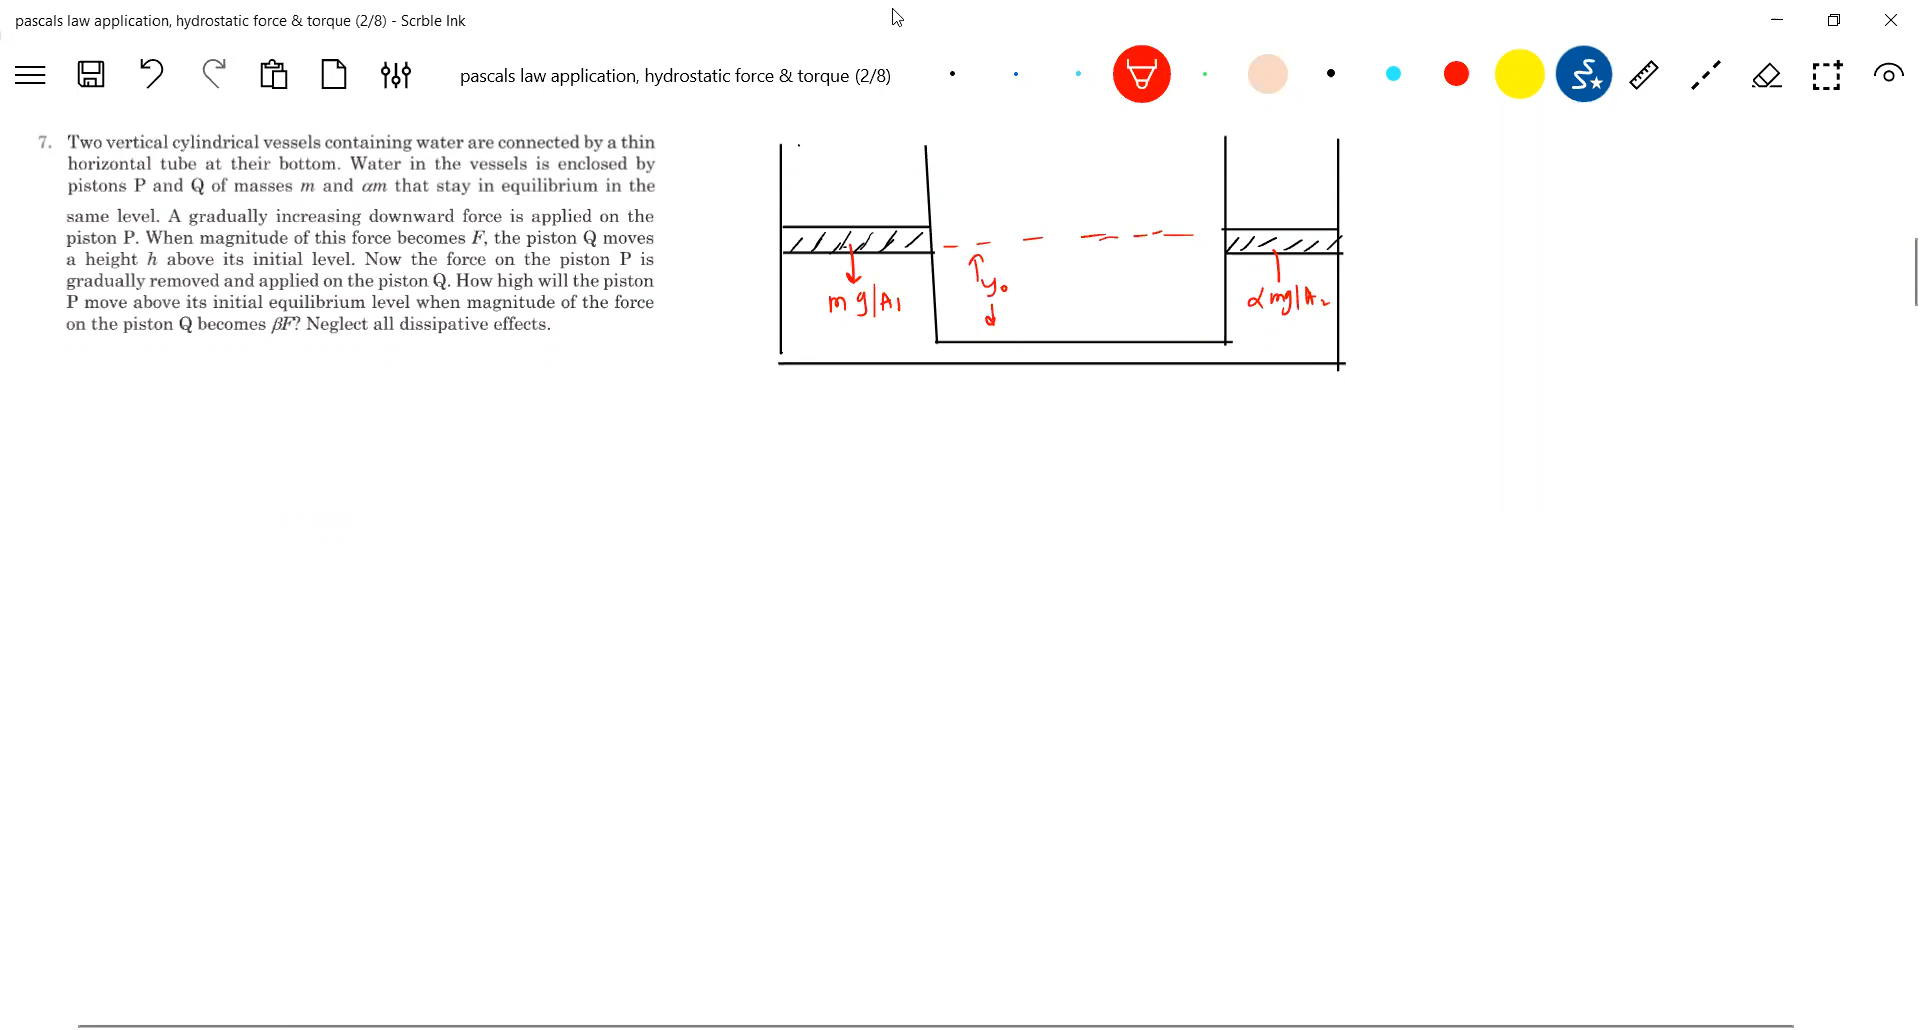 pascals law application, hydrostatic force & torque (2/8) - Scrble Ink
pascals law application, hydrostatic force & torque (2/8)
7. Two vertical cylindrical vessels containing water are connected by a thin
horizontal tube at their bottom. Water in the vessels is enclosed by
pistons P and Q of masses m and αm that stay in equilibrium in the
same level. A gradually increasing downward force is applied on the
piston P. When magnitude of this force becomes F, the piston Q moves
a height h above its initial level. Now the force on the piston P is
gradually removed and applied on the piston Q. How high will the piston
P move above its initial equilibrium level when magnitude of the force
on the piston Q becomes βF? Neglect all dissipative effects.
mg/A₁
y₀
αmg/A₂